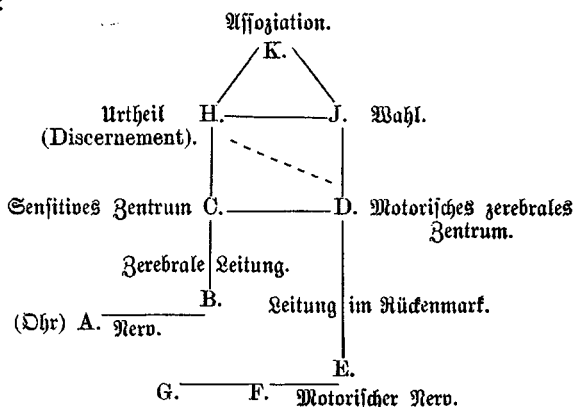 Assoziation.
K.
Urtheil H. J. Wahl.
(Discernement).
Sensitives Zentrum C. D. Motorisches zerebrales
Zentrum.
Zerebrale Leitung.
B. Leitung im Rückenmark.
(Ohr) A. Nerv.
E.
G. F. Motorischer Nerv.